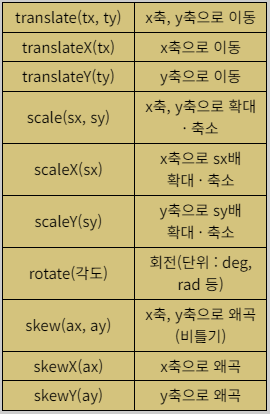 translate(tx, ty) x축, y축으로 이동
translateX(tx) x축으로 이동
translateY(ty) y축으로 이동
scale(sx, sy) x축, y축으로 확대
· 축소
scaleX(sx) x축으로 sx배
확대 · 축소
scaleY(sy) y축으로 sy배
확대 · 축소
rotate(각도) 회전(단위 : deg,
rad 등)
skew(ax, ay) x축, y축으로 왜곡
(비틀기)
skewX(ax) x축으로 왜곡
skewY(ay) y축으로 왜곡